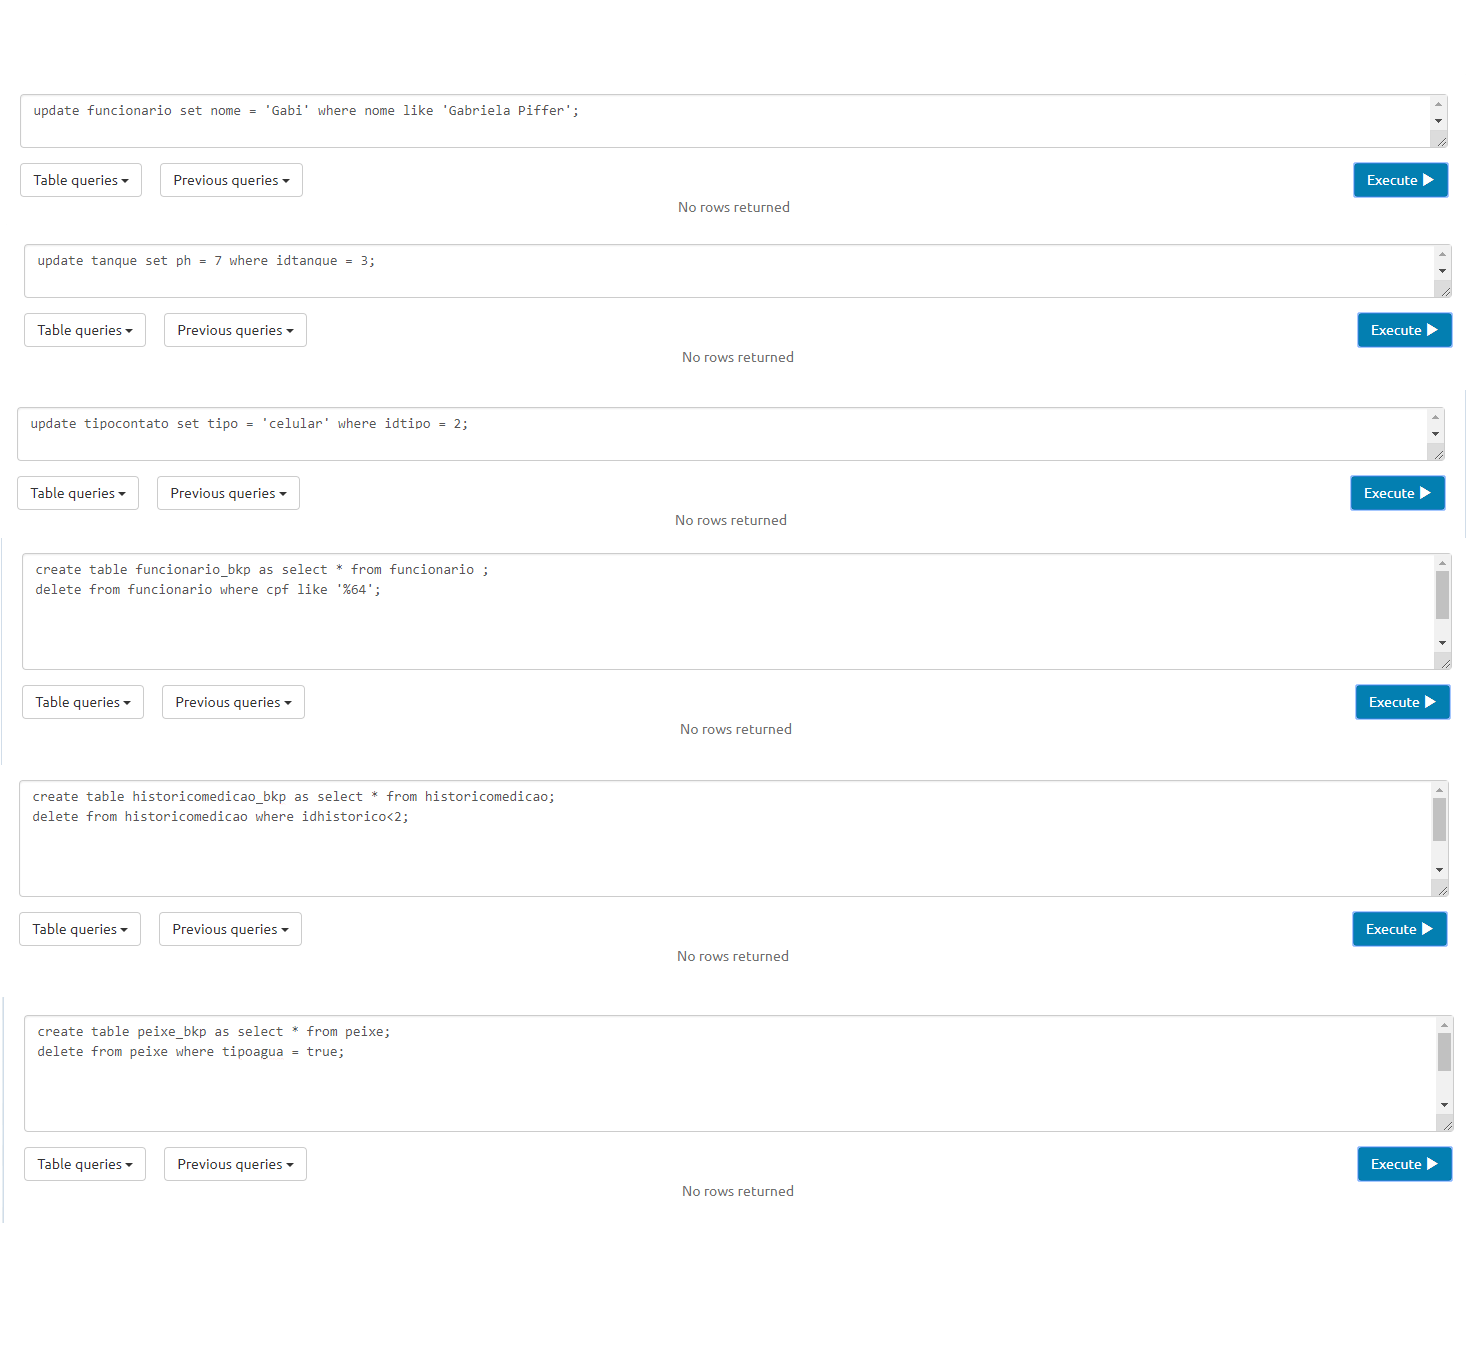 update funcionario set nome = 'Gabi' where nome like 'Gabriela Piffer';
Table queries Previous queries Execute
No rows returned
update tanque set ph = 7 where idtanque = 3;
Table queries Previous queries Execute
No rows returned
update tipocontato set tipo = 'celular' where idtipo = 2;
Table queries Previous queries Execute
No rows returned
create table funcionario_bkp as select * from funcionario ;
delete from funcionario where cpf like '%64';
Table queries Previous queries Execute
No rows returned
create table historicomedicao_bkp as select * from historicomedicao;
delete from historicomedicao where idhistorico<2;
Table queries Previous queries Execute
No rows returned
create table peixe_bkp as select * from peixe;
delete from peixe where tipoagua = true;
Table queries Previous queries Execute
No rows returned